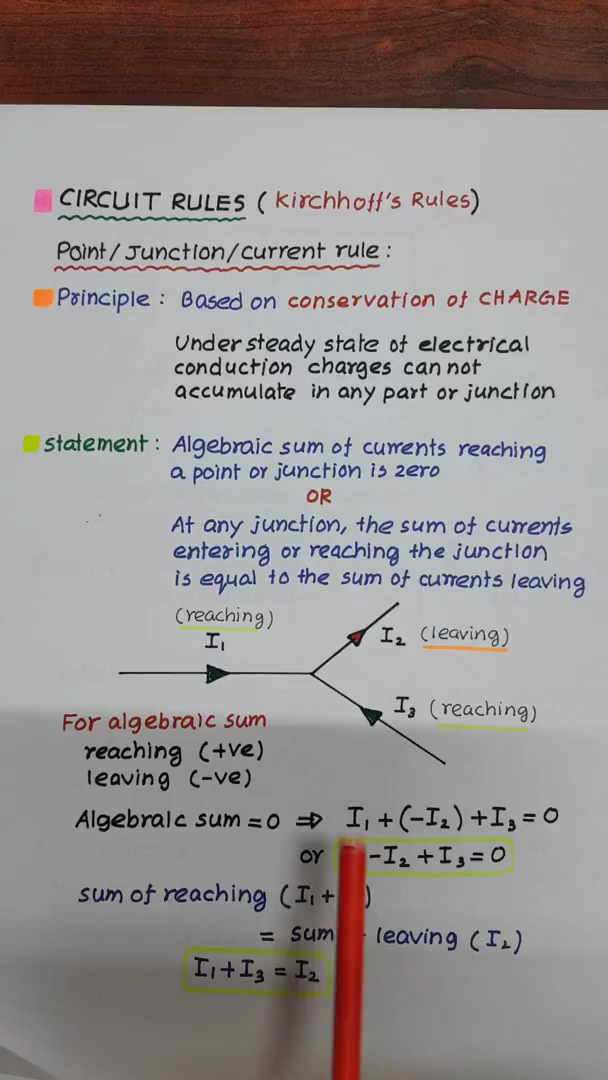 CIRCUIT RULES (Kirchhoff's Rules)
Point/Junction/current rule:
Principle: Based on conservation of CHARGE
Under steady state of electrical
conduction charges can not
accumulate in any part or junction
statement: Algebraic sum of currents reaching
a point or junction is zero
OR
At any junction, the sum of currents
entering or reaching the junction
is equal to the sum of currents leaving
(reaching)
I₁
I₂ (leaving)
I₃ (reaching)
For algebraic sum
reaching (+ve)
leaving (-ve)
Algebraic sum = 0 ⇒ I₁ + (-I₂) + I₃ = 0
or -I₂ + I₃ = 0
sum of reaching (I₁ + )
= sum leaving (I₂)
I₁ + I₃ = I₂